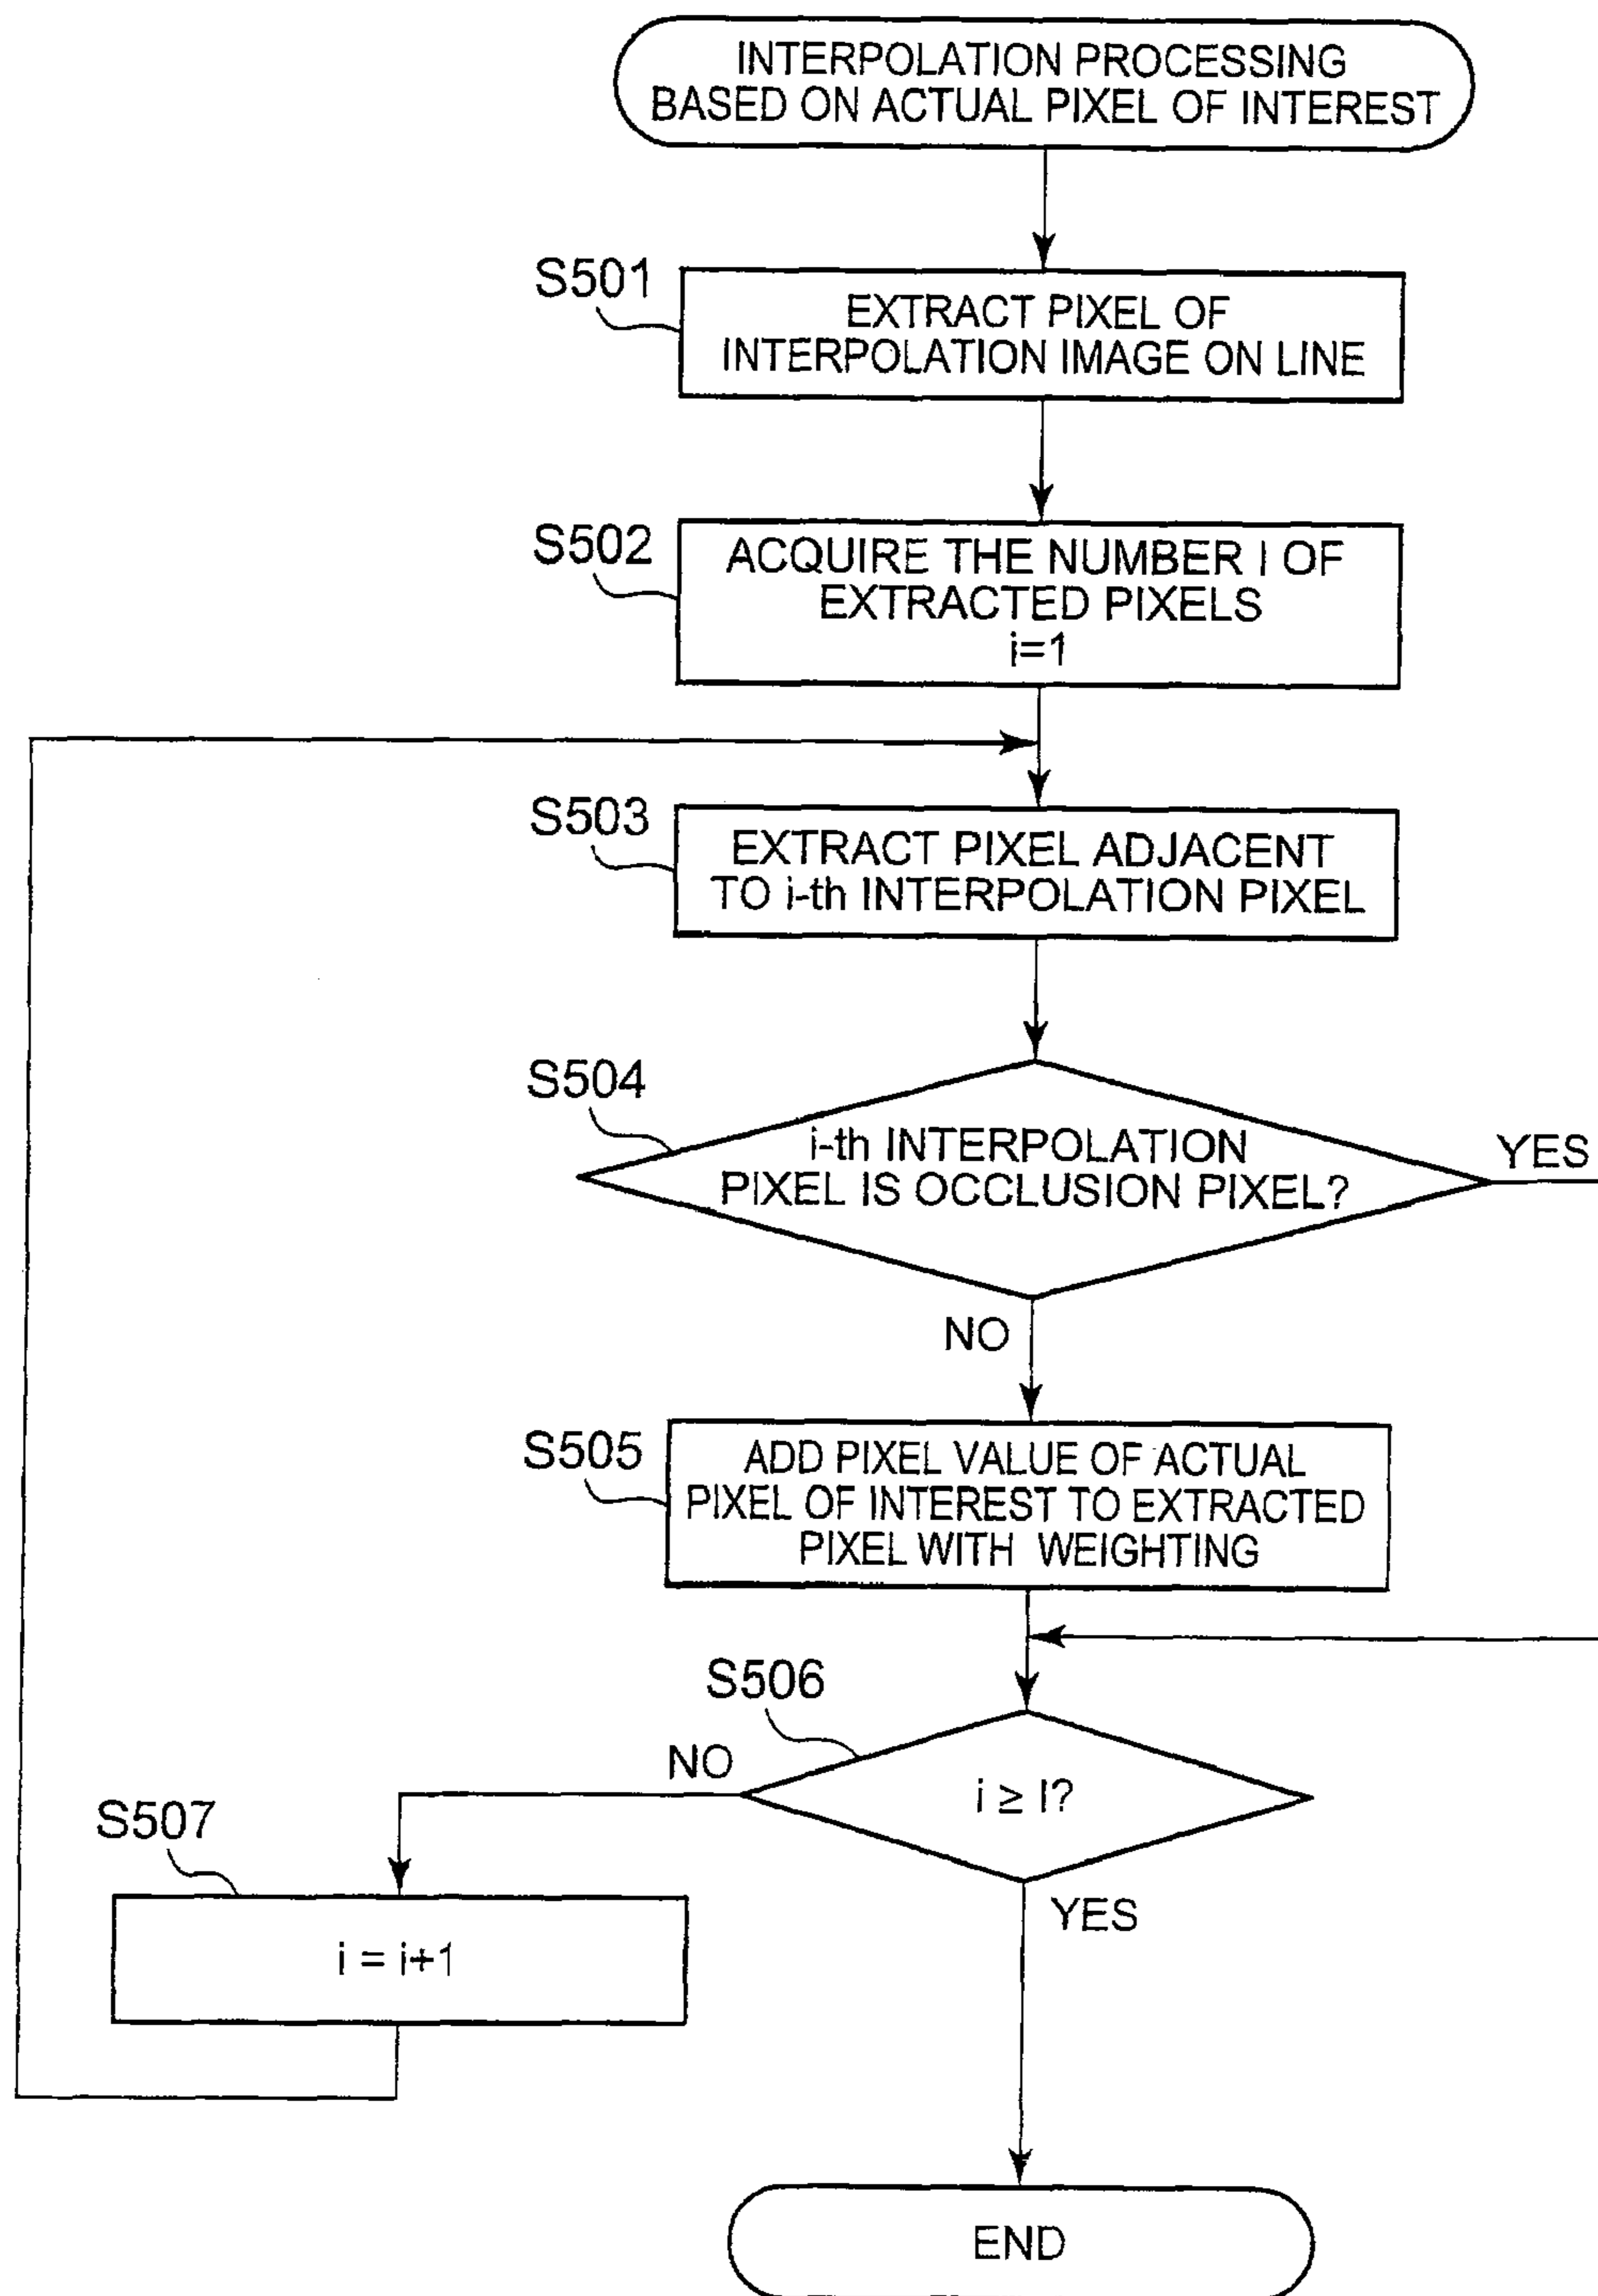 INTERPOLATION PROCESSING
BASED ON ACTUAL PIXEL OF INTEREST
S501
EXTRACT PIXEL OF
INTERPOLATION IMAGE ON LINE
S502
ACQUIRE THE NUMBER I OF
EXTRACTED PIXELS
i=1
S503
EXTRACT PIXEL ADJACENT
TO i-th INTERPOLATION PIXEL
S504
i-th INTERPOLATION
PIXEL IS OCCLUSION PIXEL?
YES
NO
S505
ADD PIXEL VALUE OF ACTUAL
PIXEL OF INTEREST TO EXTRACTED
PIXEL WITH WEIGHTING
S506
NO
i ≥ I?
S507
YES
i = i+1
END